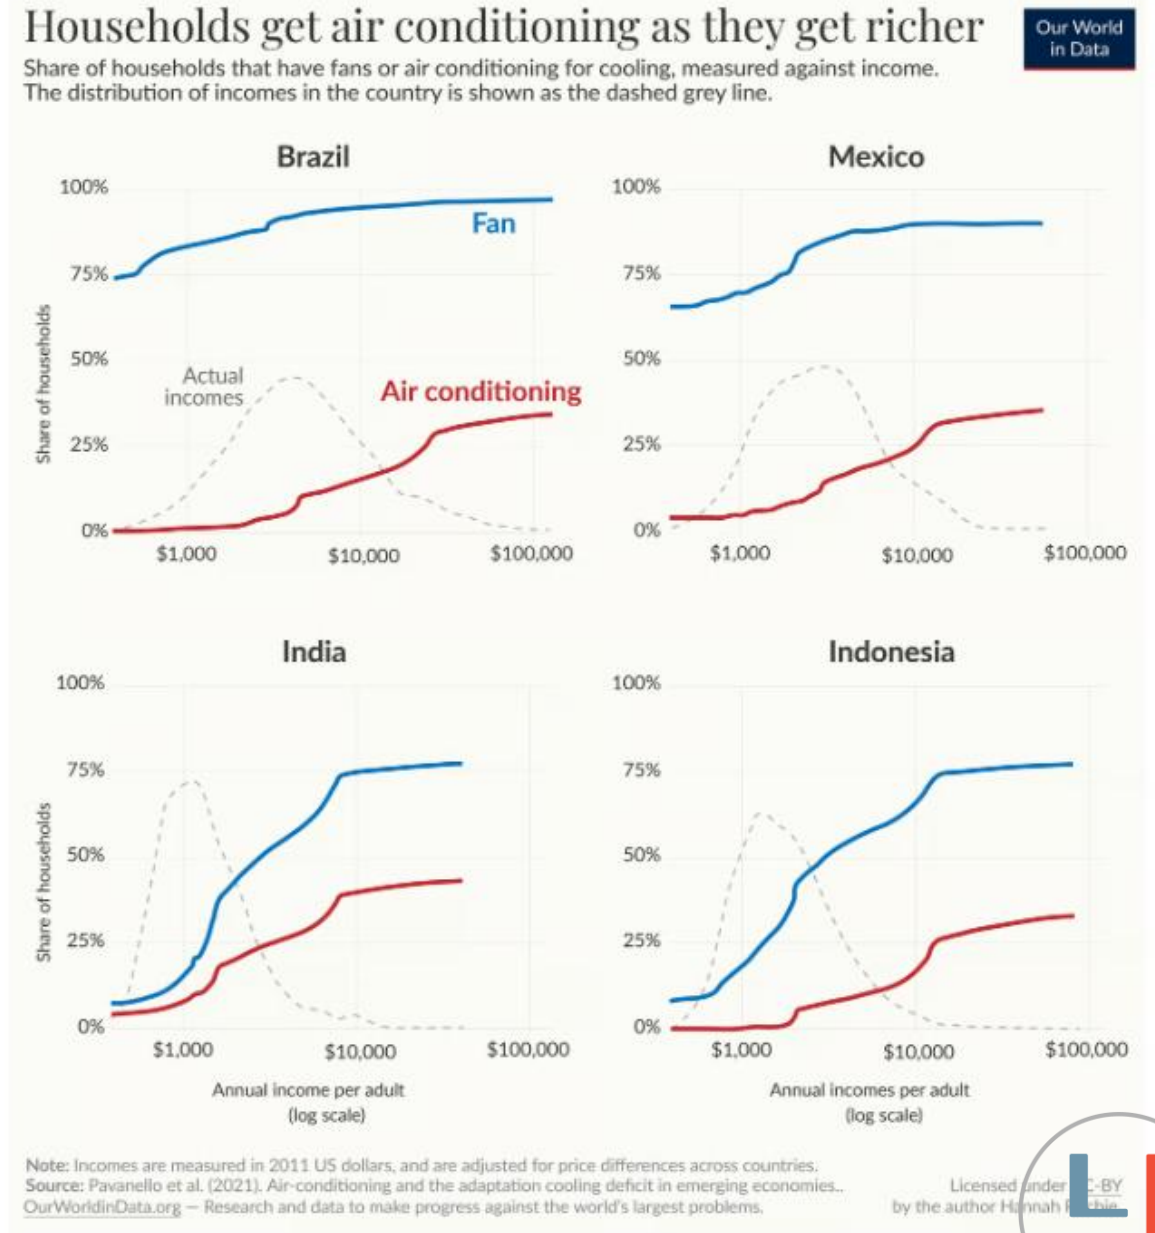 Households get air conditioning as they get richer
Our World
in Data
Share of households that have fans or air conditioning for cooling, measured against income.
The distribution of incomes in the country is shown as the dashed grey line.
Brazil
100%
75%
50%
25%
0%
Share of households
Fan
Actual
incomes
Air conditioning
$1,000
$10,000
$100,000
Mexico
100%
75%
50%
25%
0%
$1,000
$10,000
$100,000
India
100%
75%
50%
25%
0%
Share of households
$1,000
$10,000
$100,000
Annual income per adult
(log scale)
Indonesia
100%
75%
50%
25%
0%
$1,000
$10,000
$100,000
Annual incomes per adult
(log scale)
Note: Incomes are measured in 2011 US dollars, and are adjusted for price differences across countries.
Source: Pavanello et al. (2021). Air-conditioning and the adaptation cooling deficit in emerging economies..
OurWorldinData.org — Research and data to make progress against the world's largest problems.
Licensed under C-BY
by the author Hannah
L